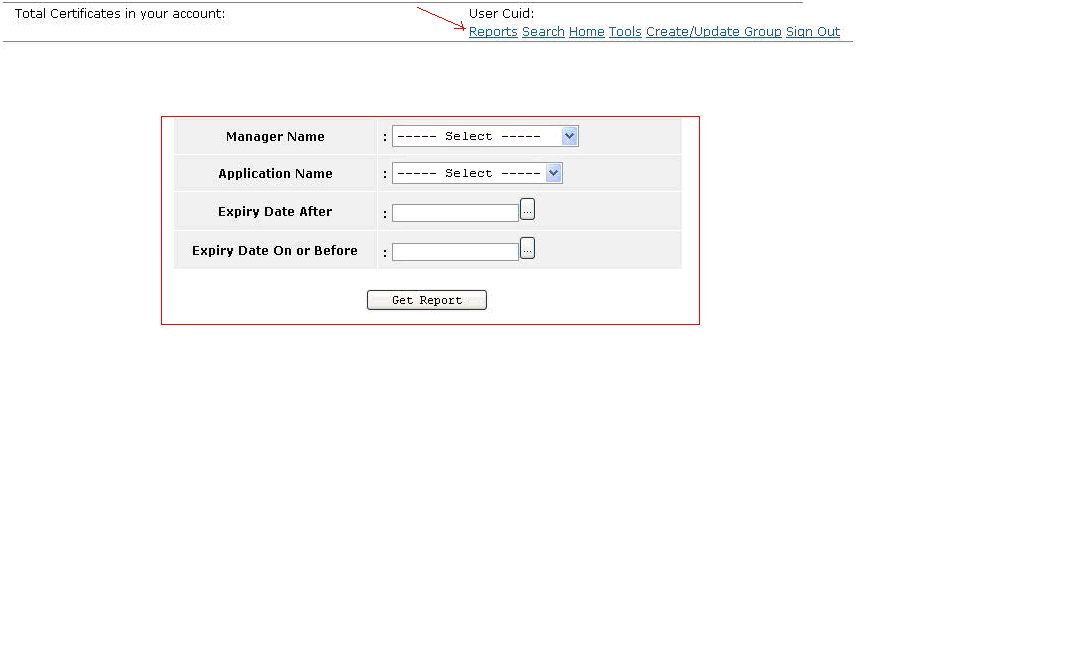 Total Certificates in your account: User Cuid:
Reports Search Home Tools Create/Update Group Sign Out
Manager Name : ----- Select -----
Application Name : ----- Select -----
Expiry Date After : ...
Expiry Date On or Before : ...
Get Report